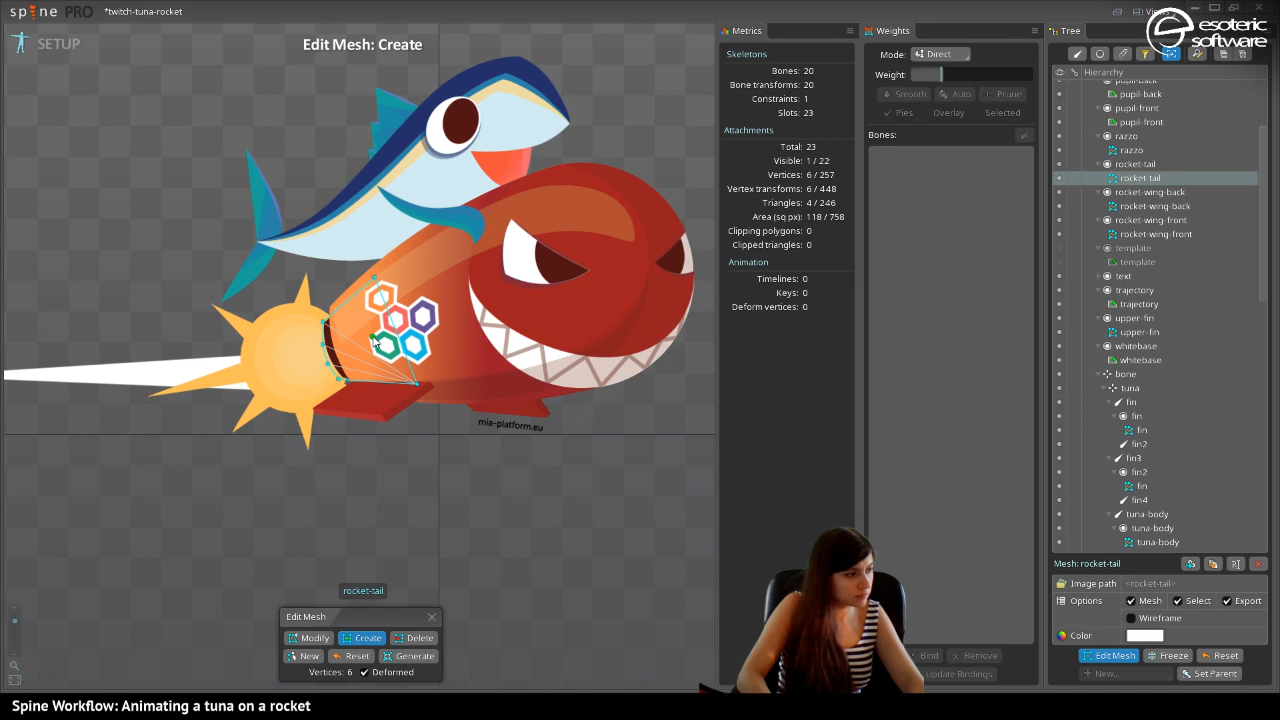 spine PRO
*twitch-tuna-rocket
Views
esoteric
software
SETUP
Edit Mesh: Create
mia-platform.eu
rocket-tail
Edit Mesh
Modify
Create
Delete
New
Reset
Generate
Vertices: 6
Deformed
Metrics
Skeletons
Bones: 20
Bone transforms: 20
Constraints: 1
Slots: 23
Attachments
Total: 23
Visible: 1 / 22
Vertices: 6 / 257
Vertex transforms: 6 / 448
Triangles: 4 / 246
Area (sq px): 118 / 758
Clipping polygons: 0
Clipped triangles: 0
Animation
Timelines: 0
Keys: 0
Deform vertices: 0
Weights
Mode: Direct
Weight:
Smooth
Auto
Prune
Pies
Overlay
Selected
Bones:
Bind
Remove
Update Bindings
Tree
Hierarchy
pupil-back
pupil-back
pupil-front
pupil-front
razzo
razzo
rocket-tail
rocket-tail
rocket-wing-back
rocket-wing-back
rocket-wing-front
rocket-wing-front
template
template
text
trajectory
trajectory
upper-fin
upper-fin
whitebase
whitebase
bone
tuna
fin
fin
fin
fin2
fin3
fin2
fin
fin4
tuna-body
tuna-body
tuna-body
Mesh: rocket-tail
Image path
<rocket-tail>
Options
Mesh
Select
Export
Wireframe
Color
Edit Mesh
Freeze
Reset
New...
Set Parent
Spine Workflow: Animating a tuna on a rocket